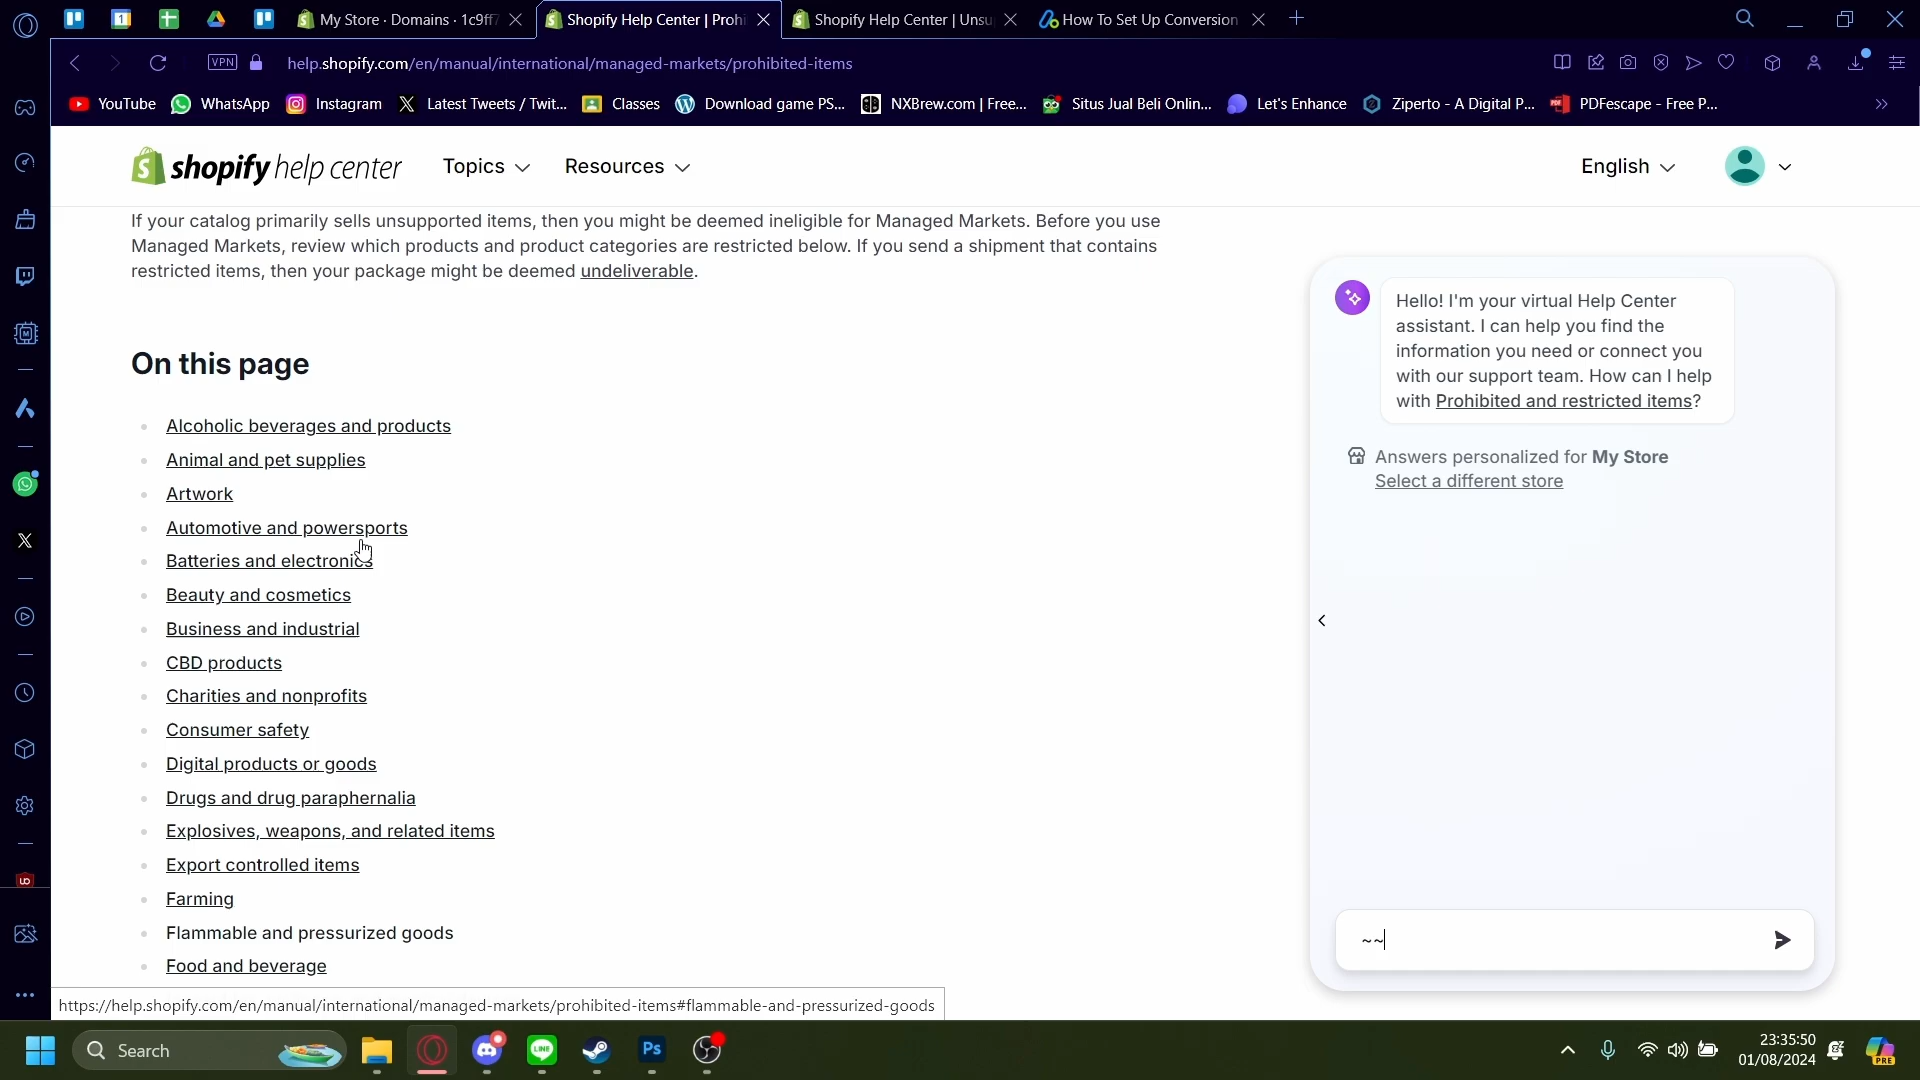 My Store · Domains · 1c9ff7
Shopify Help Center | Prohi
Shopify Help Center | Unsu
How To Set Up Conversion
VPN
help.shopify.com/en/manual/international/managed-markets/prohibited-items
YouTube
WhatsApp
Instagram
Latest Tweets / Twit...
Classes
Download game PS...
NXBrew.com | Free...
Situs Jual Beli Onlin...
Let's Enhance
Ziperto - A Digital P...
PDFescape - Free P...
shopify help center
Topics
Resources
English
If your catalog primarily sells unsupported items, then you might be deemed ineligible for Managed Markets. Before you use
Managed Markets, review which products and product categories are restricted below. If you send a shipment that contains
restricted items, then your package might be deemed undeliverable.
On this page
Alcoholic beverages and products
Animal and pet supplies
Artwork
Automotive and powersports
Batteries and electronics
Beauty and cosmetics
Business and industrial
CBD products
Charities and nonprofits
Consumer safety
Digital products or goods
Drugs and drug paraphernalia
Explosives, weapons, and related items
Export controlled items
Farming
Flammable and pressurized goods
Food and beverage
Hello! I'm your virtual Help Center
assistant. I can help you find the
information you need or connect you
with our support team. How can I help
with Prohibited and restricted items?
Answers personalized for My Store
Select a different store
~~
https://help.shopify.com/en/manual/international/managed-markets/prohibited-items#flammable-and-pressurized-goods
Search
LINE
Ps
23:35:50
01/08/2024
PRE